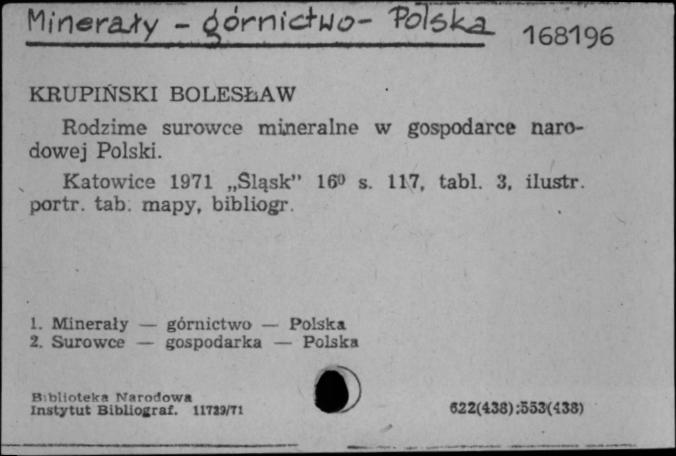 Minerały - górnictwo - Polska 168196
KRUPIŃSKI BOLESŁAW
Rodzime surowce mineralne w gospodarce naro-
dowej Polski.
Katowice 1971 „Śląsk” 16⁰ s. 117, tabl. 3, ilustr.
portr. tab. mapy, bibliogr.
1. Minerały — górnictwo — Polska
2. Surowce — gospodarka — Polska
Biblioteka Narodowa
Instytut Bibliograf. 11729/71 622(438):553(438)